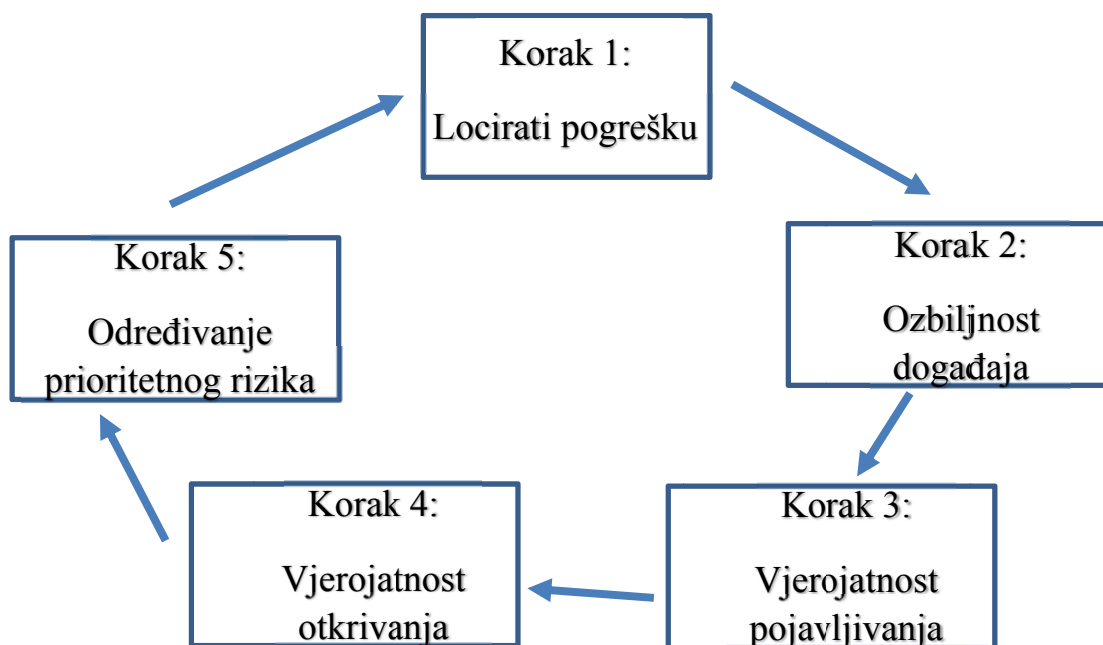 Korak 1:
Locirati pogrešku
Korak 2:
Ozbiljnost
događaja
Korak 3:
Vjerojatnost
pojavljivanja
Korak 4:
Vjerojatnost
otkrivanja
Korak 5:
Određivanje
prioritetnog rizika